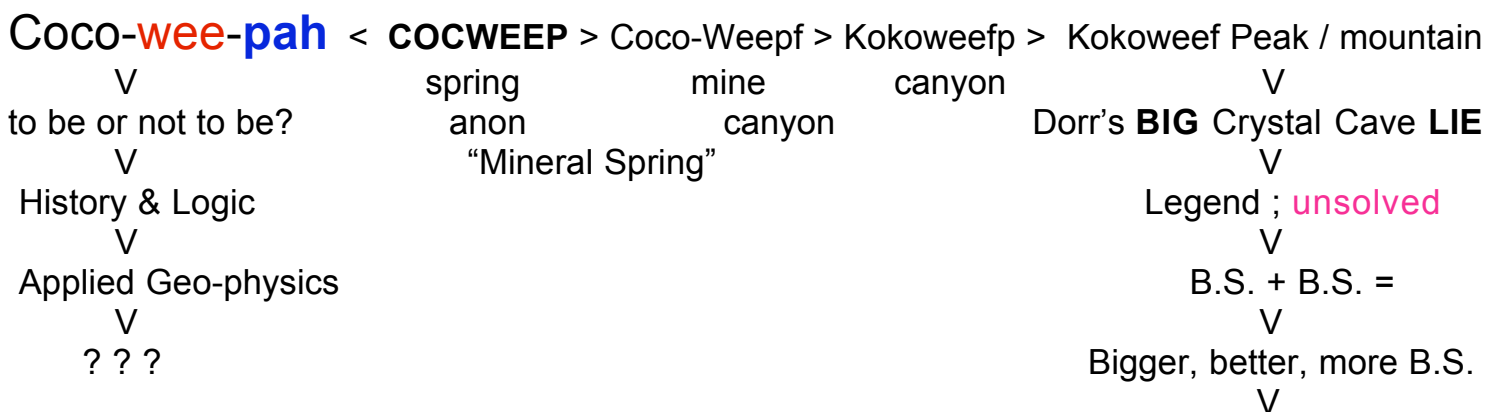 Coco-wee-pah < COCWEEP > Coco-Weepf > Kokoweefp > Kokoweef Peak / mountain
V spring mine canyon V
to be or not to be? anon canyon Dorr's BIG Crystal Cave LIE
V “Mineral Spring” V
History & Logic Legend ; unsolved
V V
Applied Geo-physics B.S. + B.S. =
V V
? ? ? Bigger, better, more B.S.
V